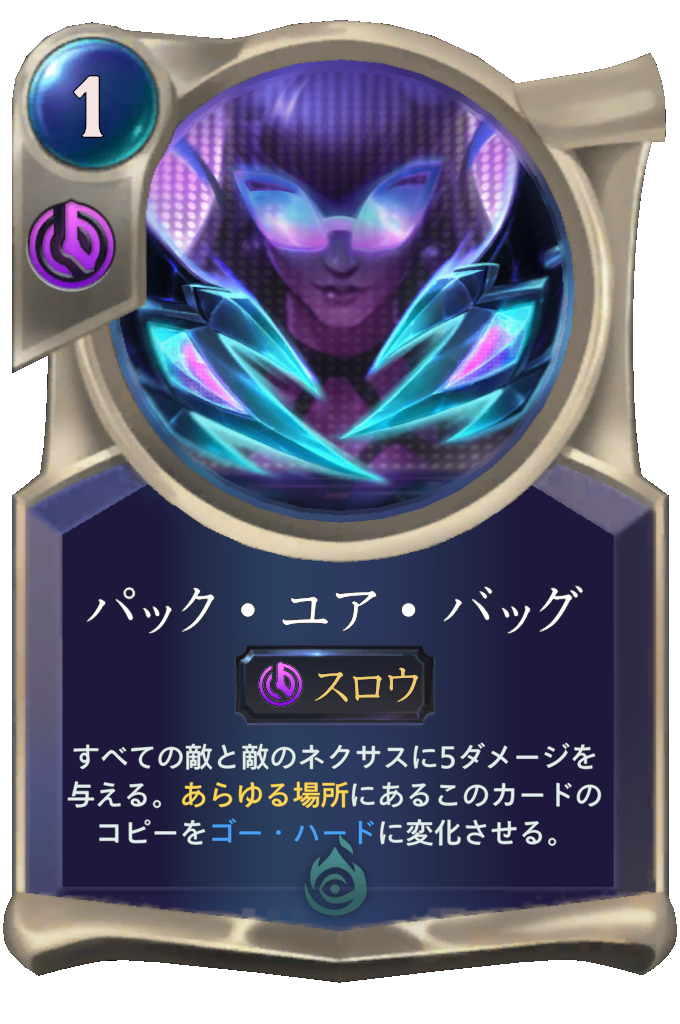 1
パック・ユア・バッグ
スロウ
すべての敵と敵のネクサスに5ダメージを
与える。あらゆる場所にあるこのカードの
コピーをゴー・ハードに変化させる。